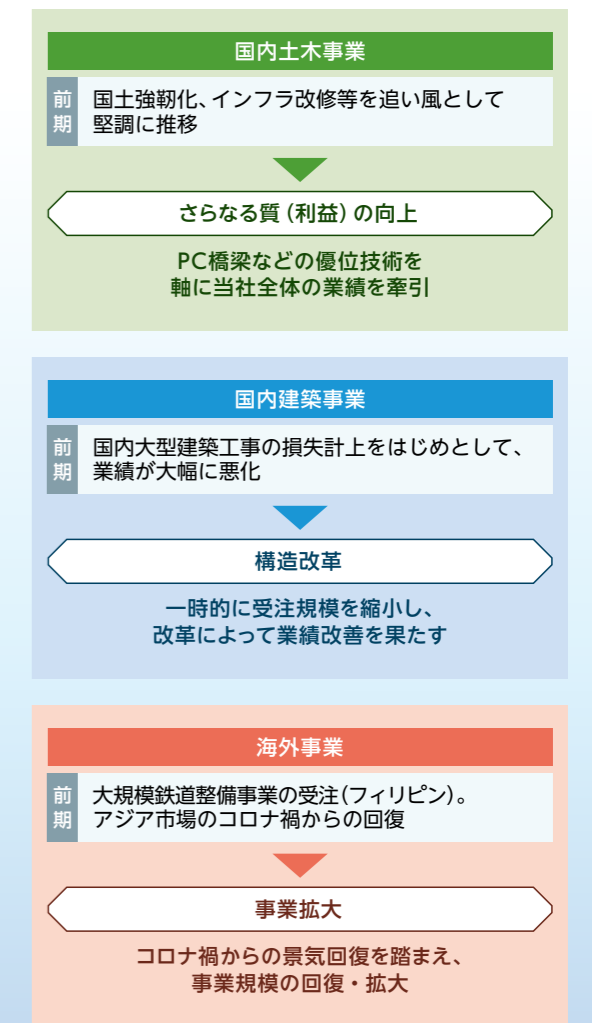 国内土木事業
前期
国土強靭化、インフラ改修等を追い風として
堅調に推移
さらなる質（利益）の向上
PC橋梁などの優位技術を
軸に当社全体の業績を牽引
国内建築事業
前期
国内大型建築工事の損失計上をはじめとして、
業績が大幅に悪化
構造改革
一時的に受注規模を縮小し、
改革によって業績改善を果たす
海外事業
前期
大規模鉄道整備事業の受注（フィリピン）。
アジア市場のコロナ禍からの回復
事業拡大
コロナ禍からの景気回復を踏まえ、
事業規模の回復・拡大